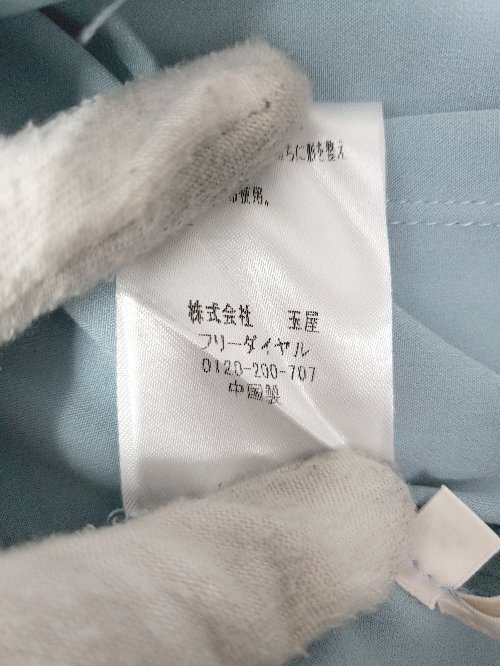 ちに形を整え
使用。
株式会社 玉屋
フリーダイヤル
0120-200-707
中国製